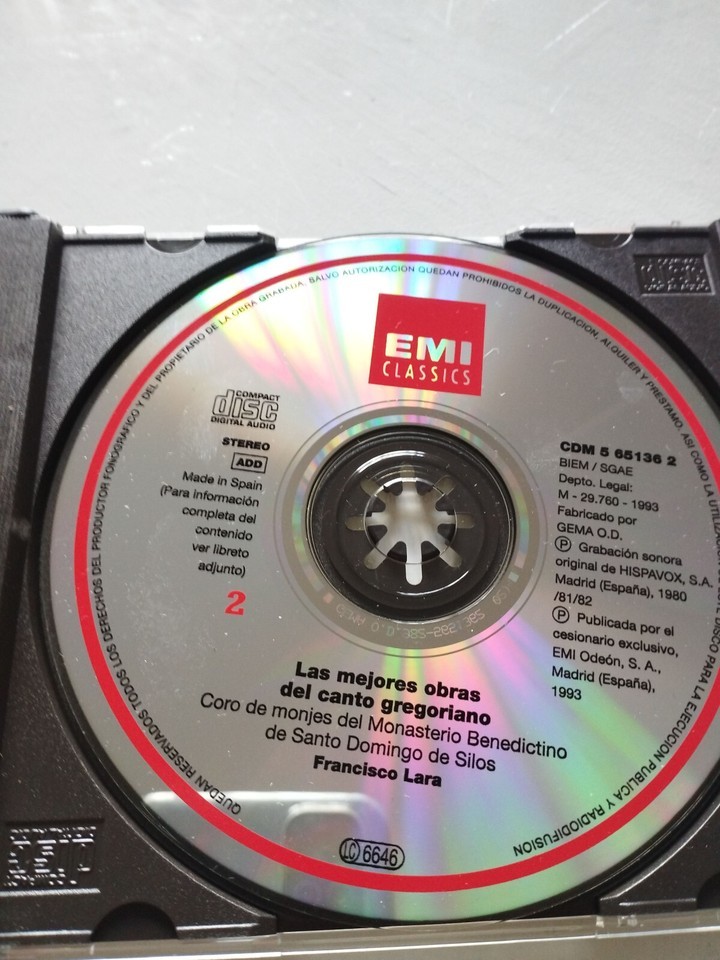 QUEDAN RESERVADOS TODOS LOS DERECHOS DEL PRODUCTOR FONOGRAFICO Y DEL PROPIETARIO DE LA OBRA GRABADA. SALVO AUTORIZACION QUEDAN PROHIBIDOS LA DUPLICACION, ALQUILER Y PRESTAMO, ASI COMO LA UTILIZA
DISCO PARA LA EJECUCION PUBLICA Y RADIODIFUSION
EMI
CLASSICS
COMPACT
disc
DIGITAL AUDIO
STEREO
ADD
Made in Spain
(Para información
completa del
contenido
ver libreto
adjunto)
2
CDM 5 65136 2
BIEM / SGAE
Depto. Legal:
M - 29.760 - 1993
Fabricado por
GEMA O.D.
Ⓟ Grabación sonora
original de HISPAVOX, S.A.
Madrid (España), 1980
/81/82
Ⓟ Publicada por el
cesionario exclusivo,
EMI Odeón, S. A.,
Madrid (España),
1993
Las mejores obras
del canto gregoriano
Coro de monjes del Monasterio Benedictino
de Santo Domingo de Silos
Francisco Lara
LC 6646